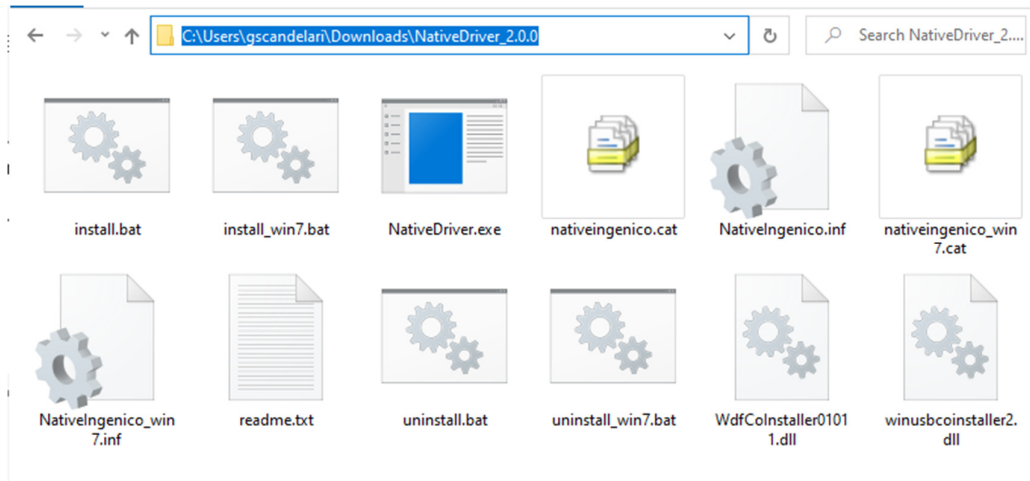 C:\Users\gscandelari\Downloads\NativeDriver_2.0.0
Search NativeDriver_2....
install.bat
install_win7.bat
NativeDriver.exe
nativeingenico.cat
NativeIngenico.inf
nativeingenico_win
7.cat
NativeIngenico_win
7.inf
readme.txt
uninstall.bat
uninstall_win7.bat
WdfCoInstaller0101
1.dll
winusbcoinstaller2.
dll